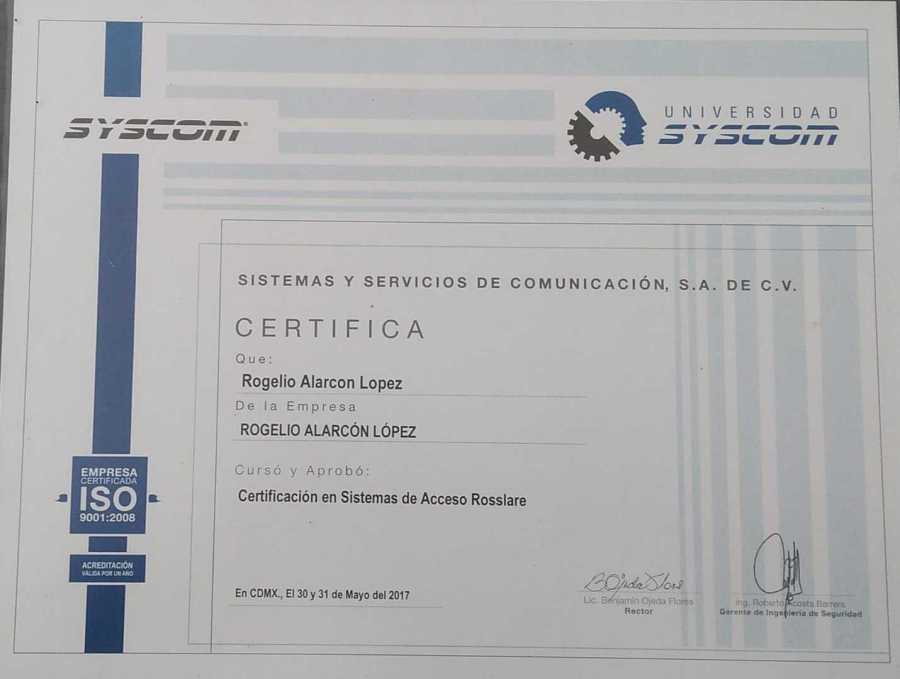 SYSCOM
UNIVERSIDAD
SYSCOM
SISTEMAS Y SERVICIOS DE COMUNICACIÓN, S.A. DE C.V.
CERTIFICA
Que:
Rogelio Alarcon Lopez
De la Empresa
ROGELIO ALARCÓN LÓPEZ
Cursó y Aprobó:
Certificación en Sistemas de Acceso Rosslare
EMPRESA
CERTIFICADA
ISO
9001:2008
ACREDITACIÓN
VÁLIDA POR UN AÑO
En CDMX., El 30 y 31 de Mayo del 2017
Lic. Benjamín Ojeda Flores
Rector
Ing. Roberto Acosta Barrera
Gerente de Ingeniería de Seguridad